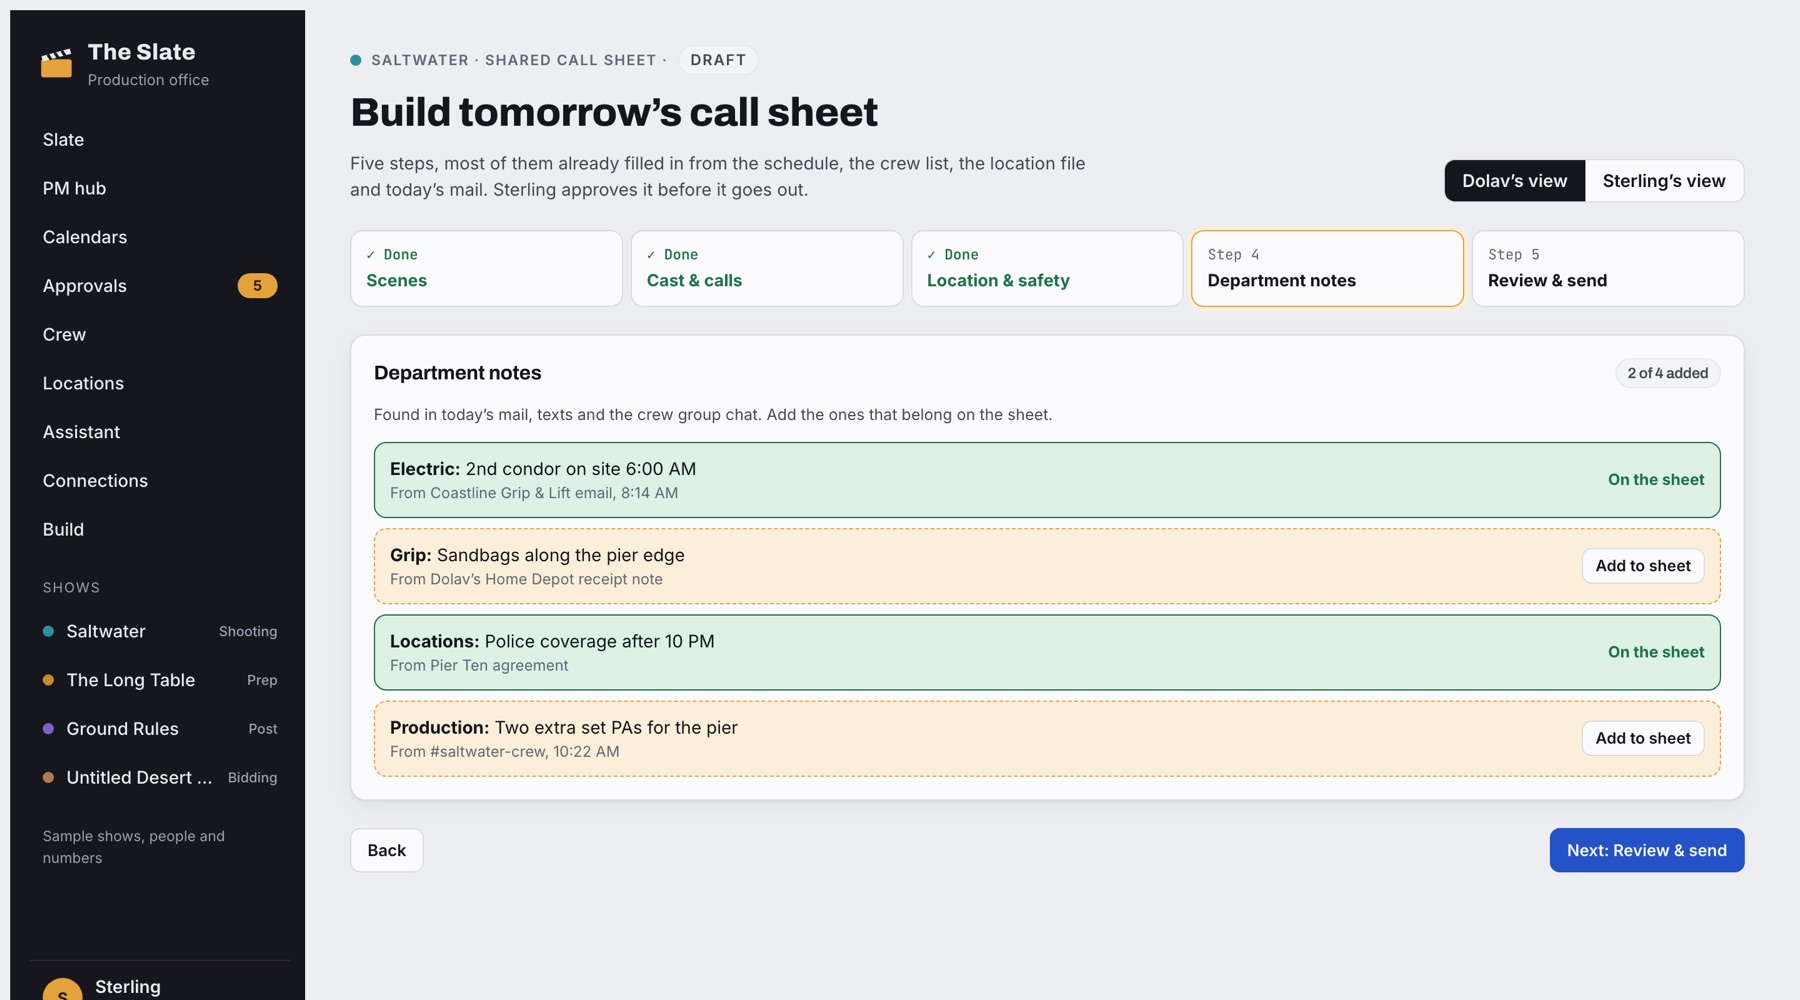 The Slate
Production office
Slate
PM hub
Calendars
Approvals 5
Crew
Locations
Assistant
Connections
Build
SHOWS
Saltwater Shooting
The Long Table Prep
Ground Rules Post
Untitled Desert ... Bidding
Sample shows, people and
numbers
S Sterling
SALTWATER · SHARED CALL SHEET · DRAFT
Build tomorrow’s call sheet
Five steps, most of them already filled in from the schedule, the crew list, the location file
and today’s mail. Sterling approves it before it goes out.
Dolav’s view Sterling’s view
✓ Done
Scenes
✓ Done
Cast & calls
✓ Done
Location & safety
Step 4
Department notes
Step 5
Review & send
Department notes 2 of 4 added
Found in today’s mail, texts and the crew group chat. Add the ones that belong on the sheet.
Electric: 2nd condor on site 6:00 AM
From Coastline Grip & Lift email, 8:14 AM
On the sheet
Grip: Sandbags along the pier edge
From Dolav’s Home Depot receipt note
Add to sheet
Locations: Police coverage after 10 PM
From Pier Ten agreement
On the sheet
Production: Two extra set PAs for the pier
From #saltwater-crew, 10:22 AM
Add to sheet
Back Next: Review & send